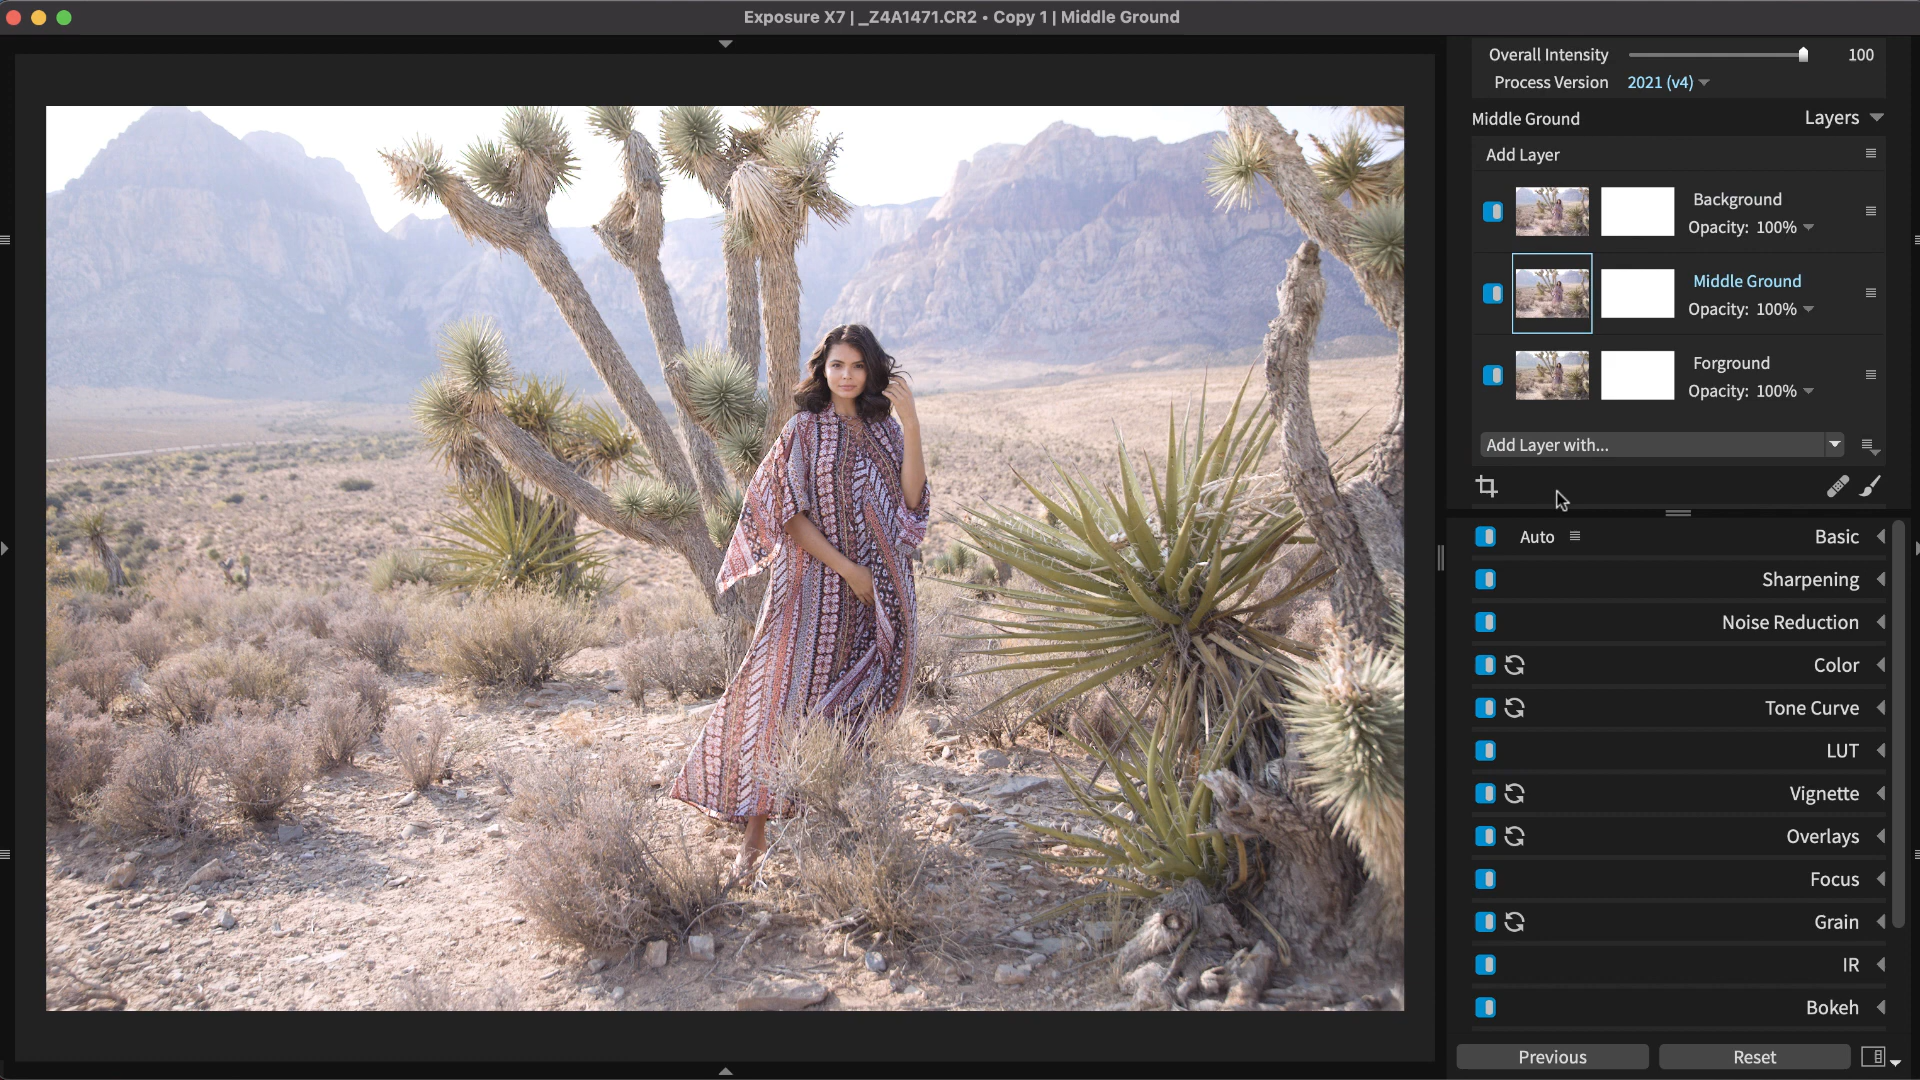 Exposure X7 | _Z4A1471.CR2 • Copy 1 | Middle Ground
Overall Intensity 100
Process Version 2021 (v4)
Middle Ground Layers
Add Layer
Background
Opacity: 100%
Middle Ground
Opacity: 100%
Forground
Opacity: 100%
Add Layer with...
Auto Basic
Sharpening
Noise Reduction
Color
Tone Curve
LUT
Vignette
Overlays
Focus
Grain
IR
Bokeh
Previous Reset